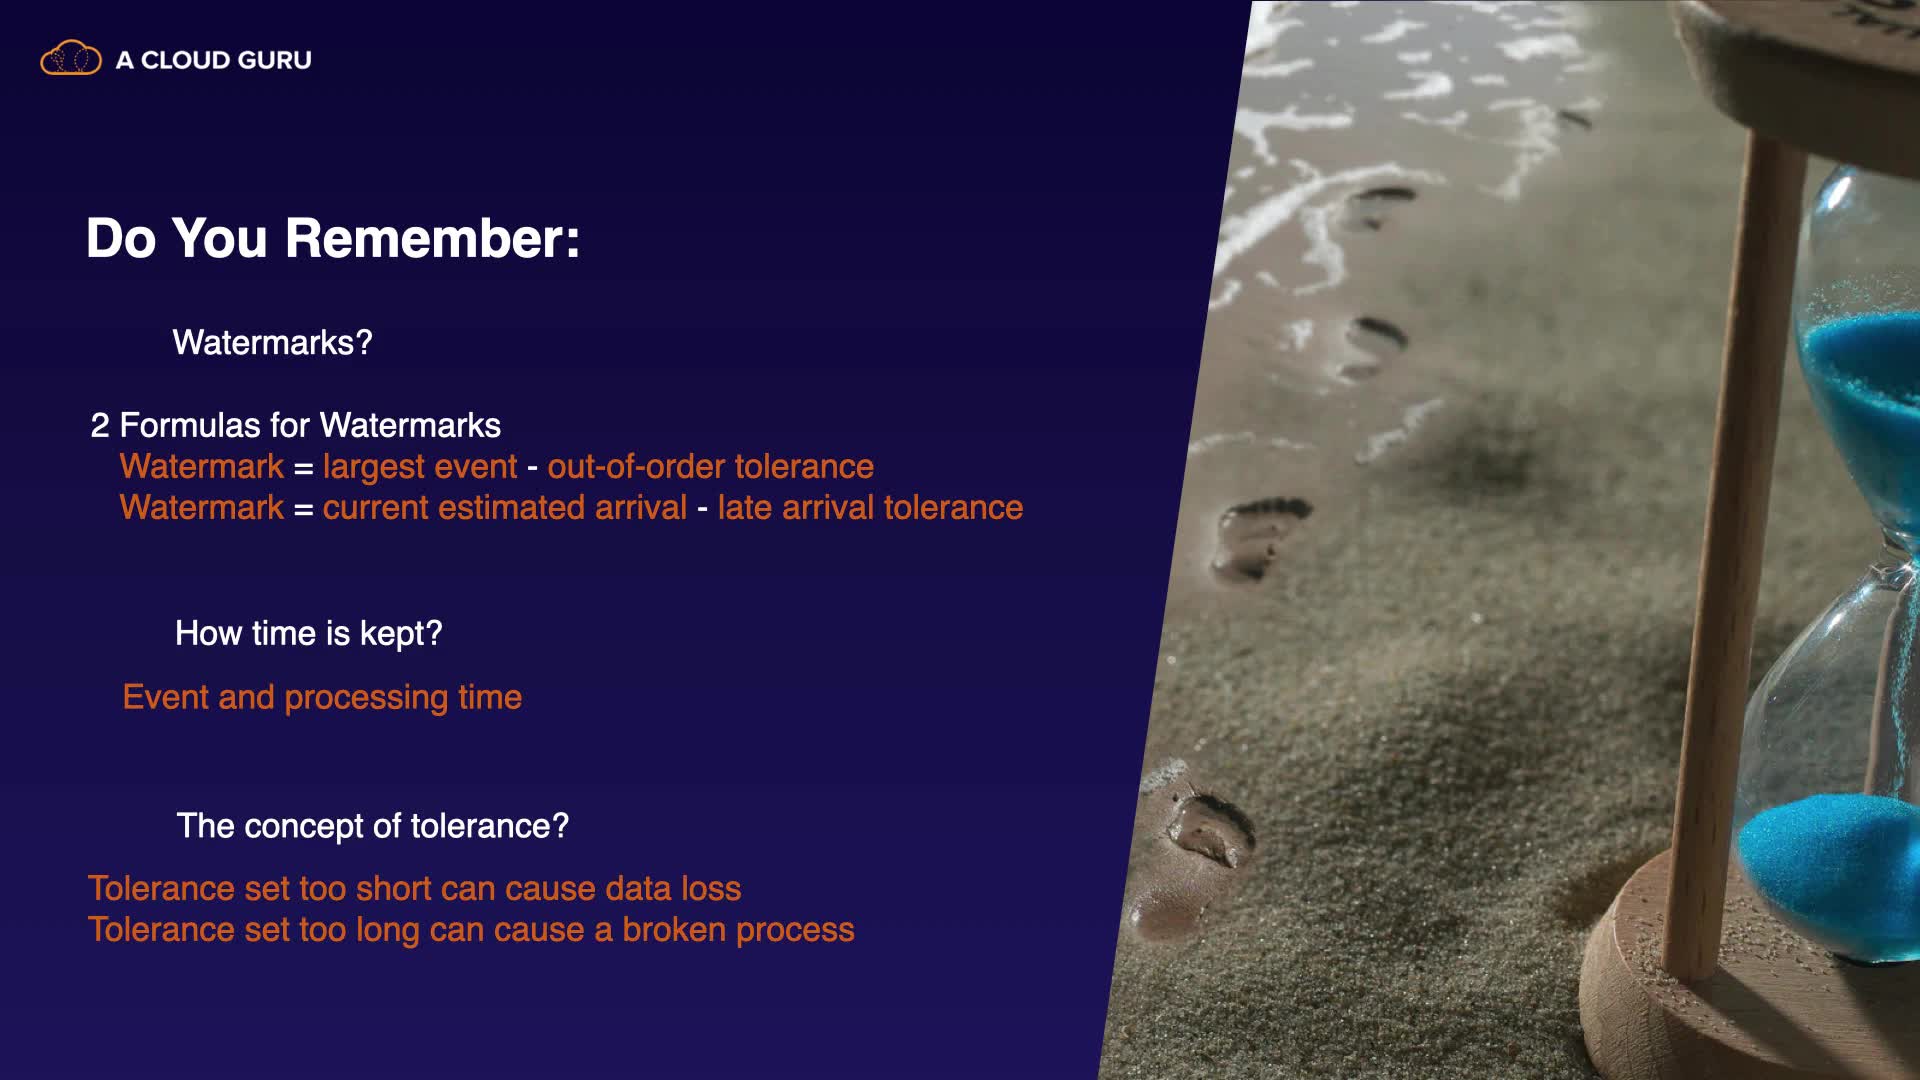 A CLOUD GURU
Do You Remember:
Watermarks?
2 Formulas for Watermarks
Watermark = largest event - out-of-order tolerance
Watermark = current estimated arrival - late arrival tolerance
How time is kept?
Event and processing time
The concept of tolerance?
Tolerance set too short can cause data loss
Tolerance set too long can cause a broken process